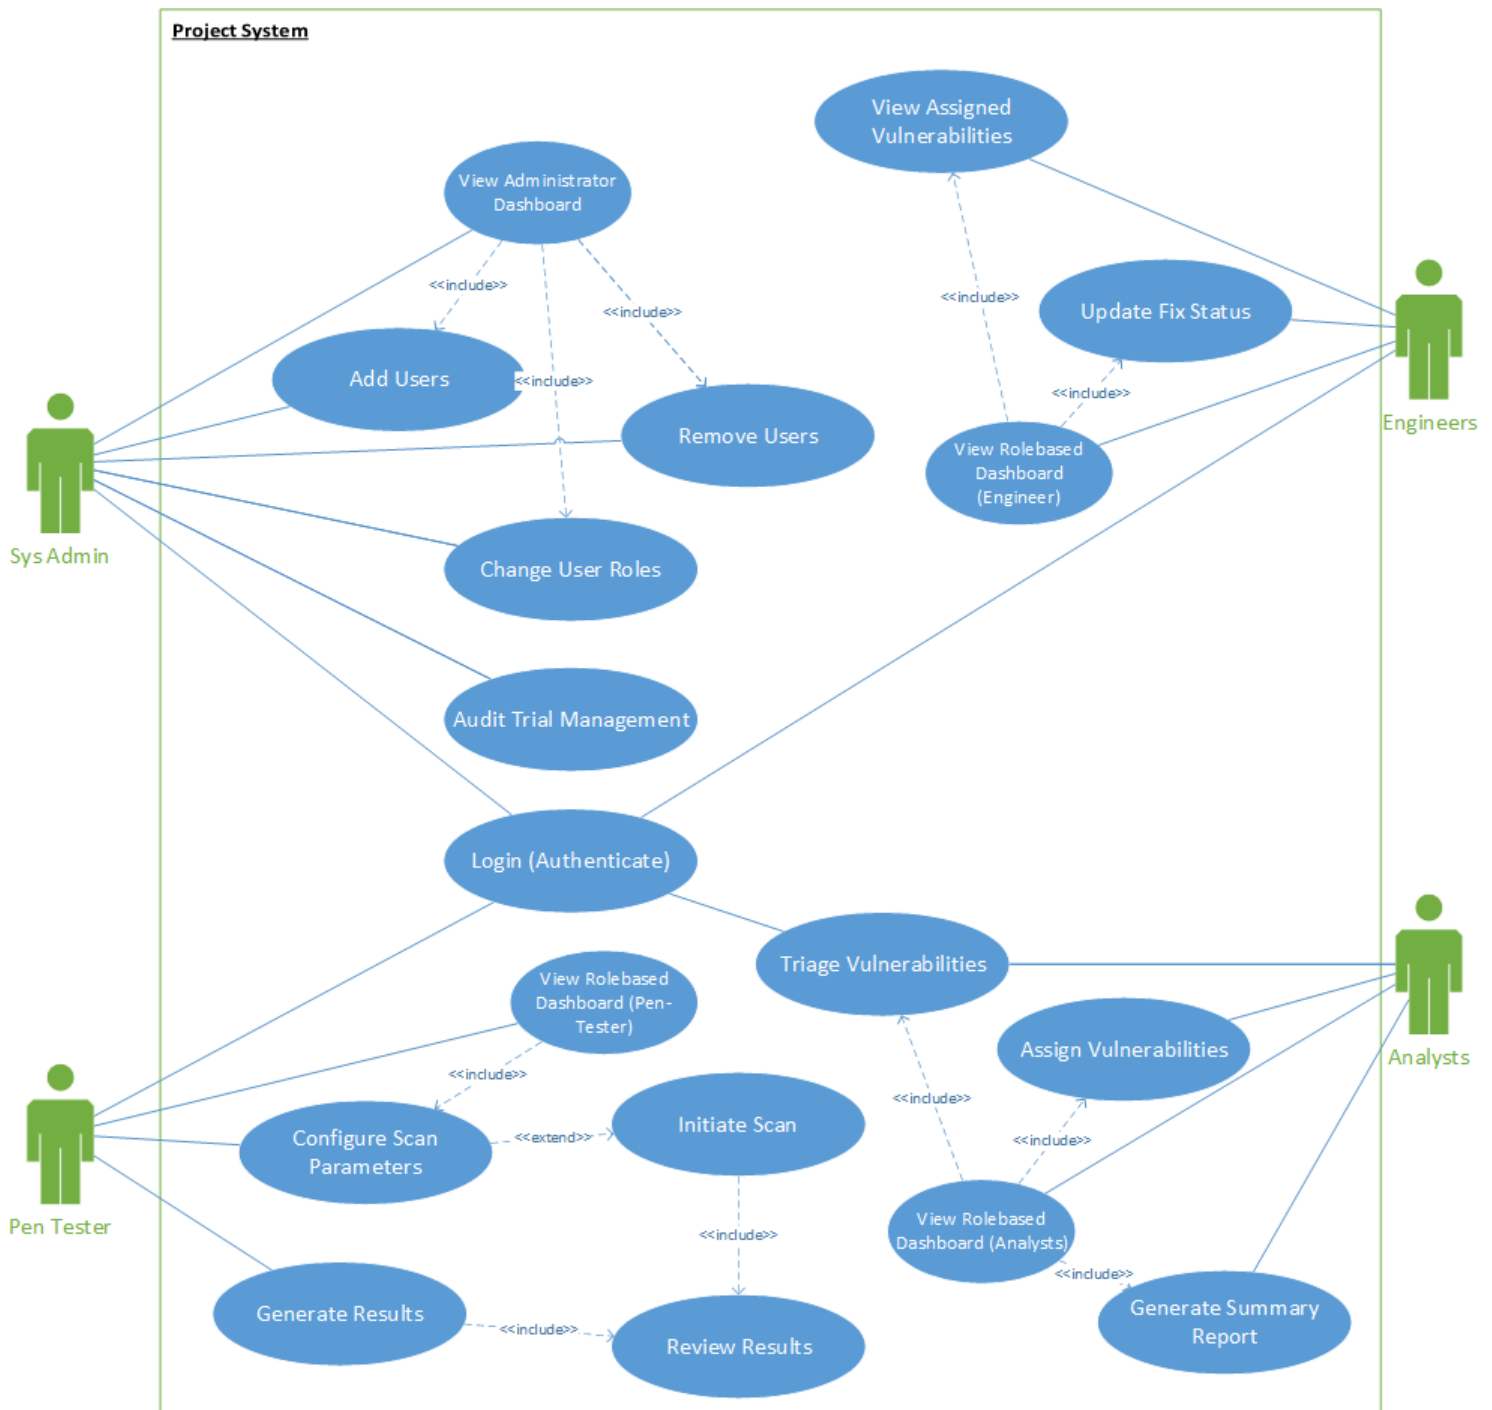 Project System
View Assigned
Vulnerabilities
View Administrator
Dashboard
<<include>>
<<include>>
<<include>>
Update Fix Status
Add Users
<<include>>
<<include>>
Engineers
Remove Users
View Rolebased
Dashboard
(Engineer)
Sys Admin
Change User Roles
Audit Trial Management
Login (Authenticate)
Triage Vulnerabilities
View Rolebased
Dashboard (Pen-
Tester)
Assign Vulnerabilities
Analysts
<<include>>
<<include>>
Initiate Scan
Configure Scan
Parameters
<<extend>>
<<include>>
Pen Tester
View Rolebased
Dashboard (Analysts)
<<include>>
<<include>>
Generate Results
Generate Summary
Report
<<include>>
Review Results